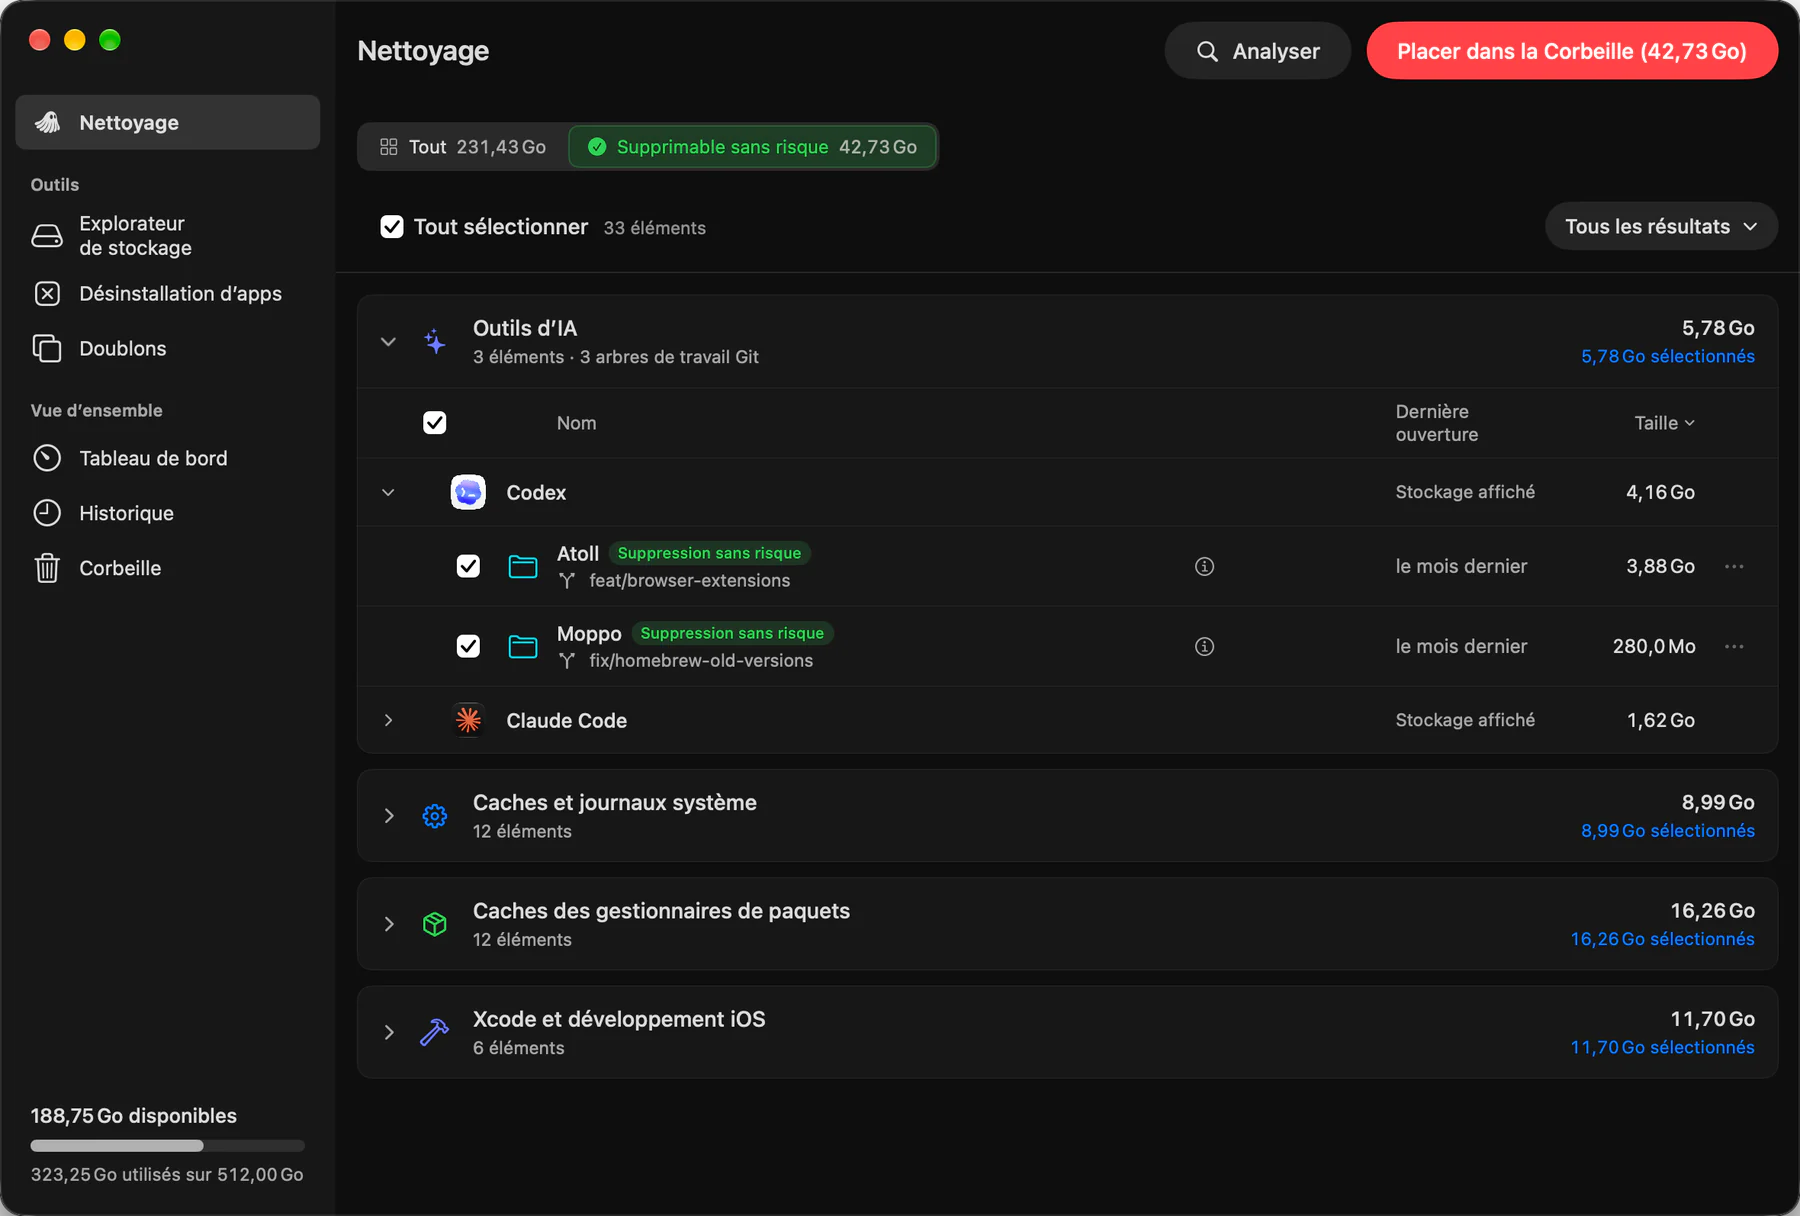 Nettoyage
Outils
Explorateur
de stockage
Désinstallation d’apps
Doublons
Vue d’ensemble
Tableau de bord
Historique
Corbeille
188,75 Go disponibles
323,25 Go utilisés sur 512,00 Go
Nettoyage
Analyser
Placer dans la Corbeille (42,73 Go)
Tout 231,43 Go
Supprimable sans risque 42,73 Go
Tout sélectionner 33 éléments
Tous les résultats
Outils d’IA
5,78 Go
3 éléments · 3 arbres de travail Git
5,78 Go sélectionnés
Nom
Dernière
ouverture
Taille
Codex
Stockage affiché
4,16 Go
Atoll Suppression sans risque
feat/browser-extensions
le mois dernier
3,88 Go
Moppo Suppression sans risque
fix/homebrew-old-versions
le mois dernier
280,0 Mo
Claude Code
Stockage affiché
1,62 Go
Caches et journaux système
8,99 Go
12 éléments
8,99 Go sélectionnés
Caches des gestionnaires de paquets
16,26 Go
12 éléments
16,26 Go sélectionnés
Xcode et développement iOS
11,70 Go
6 éléments
11,70 Go sélectionnés